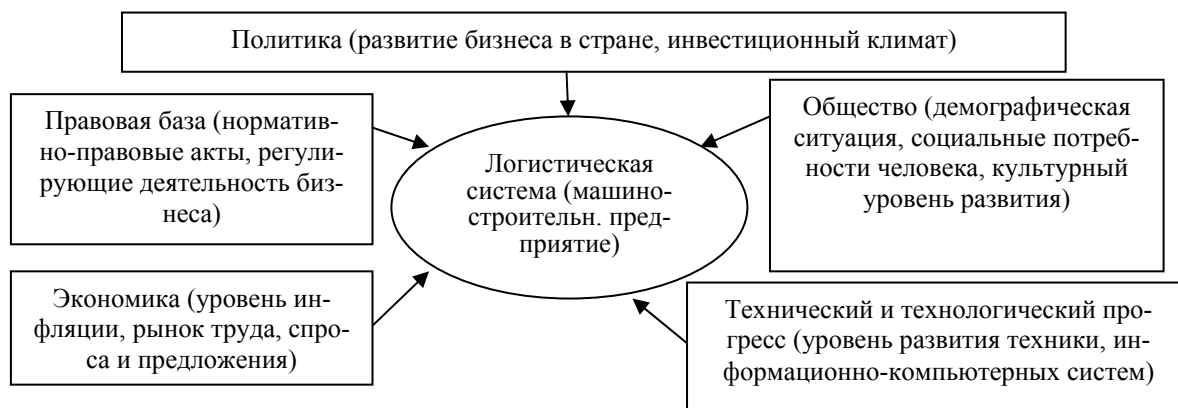 Политика (развитие бизнеса в стране, инвестиционный климат)
Правовая база (норматив-
но-правовые акты, регули-
рующие деятельность биз-
неса)
Логистическая
система (машино-
строительн. пред-
приятие)
Общество (демографическая
ситуация, социальные потреб-
ности человека, культурный
уровень развития)
Экономика (уровень ин-
фляции, рынок труда, спро-
са и предложения)
Технический и технологический про-
гресс (уровень развития техники, ин-
формационно-компьютерных систем)